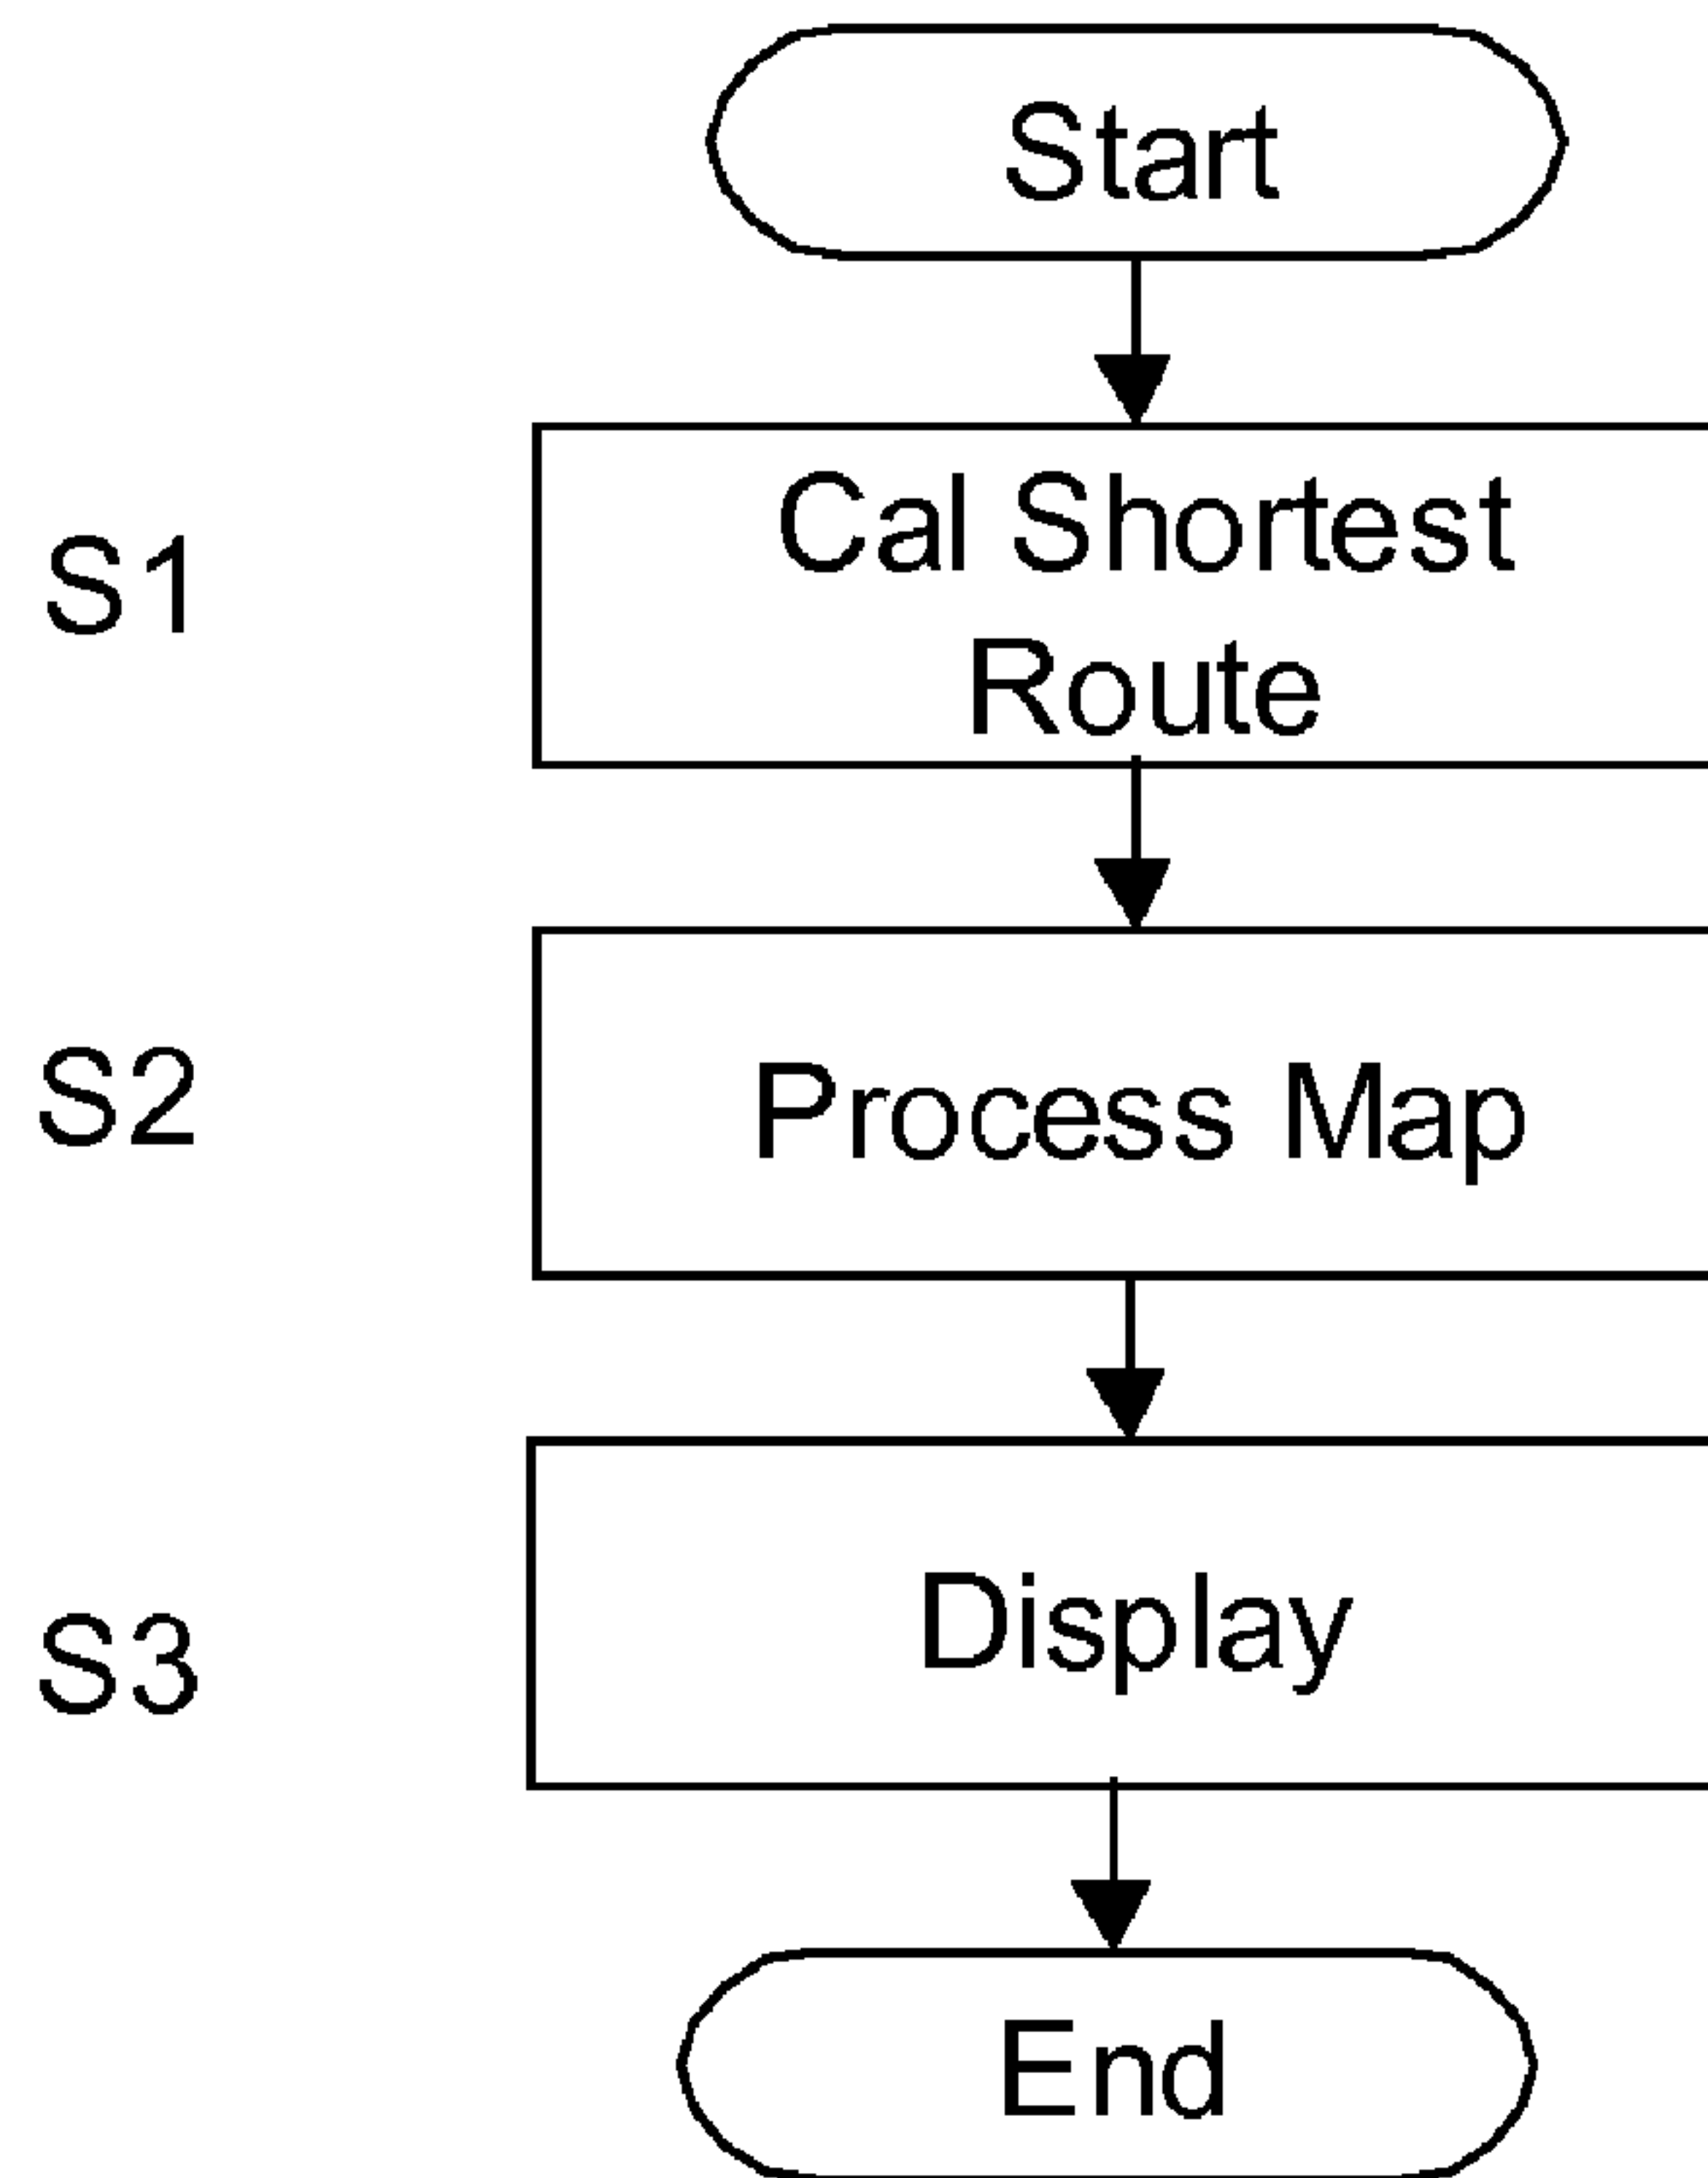 Start
S1
Cal Shortest
Route
S2
Process Map
S3
Display
End